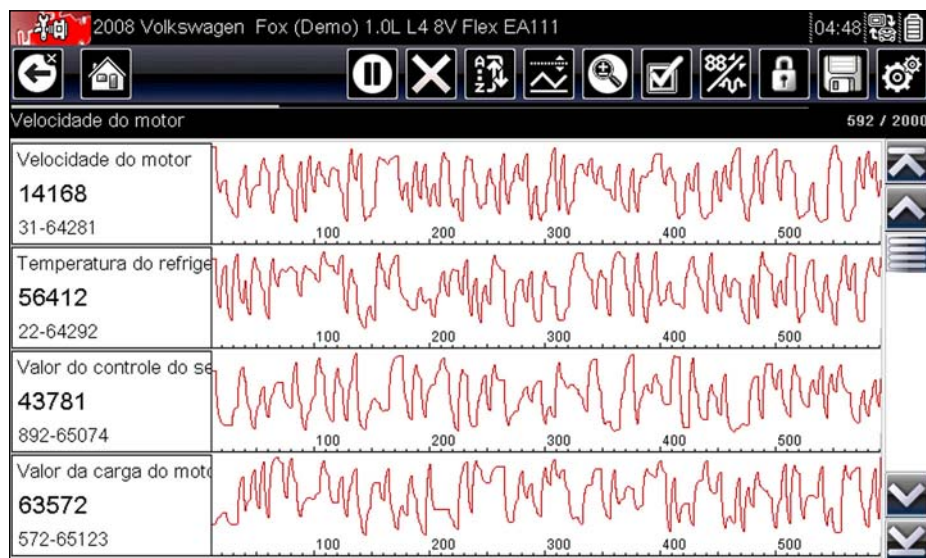 2008 Volkswagen Fox (Demo) 1.0L L4 8V Flex EA111
04:48
A
Z
88
Velocidade do motor
592 / 2000
Velocidade do motor
14168
31-64281
100 200 300 400 500
Temperatura do refrige
56412
22-64292
100 200 300 400 500
Valor do controle do se
43781
892-65074
100 200 300 400 500
Valor da carga do moto
63572
572-65123
100 200 300 400 500